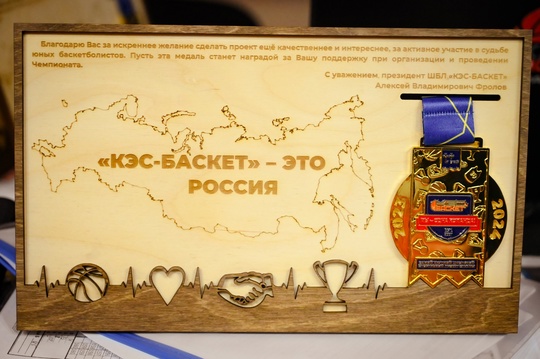 Благодарю Вас за искреннее желание сделать проект ещё качественнее и интереснее, за активное участие в судьбе
юных баскетболистов. Пусть эта медаль станет наградой за Вашу поддержку при организации и проведении
Чемпионата.
С уважением, президент ШБЛ «КЭС-БАСКЕТ»
Алексей Владимирович Фролов
«КЭС-БАСКЕТ» – ЭТО
РОССИЯ
2023
2024